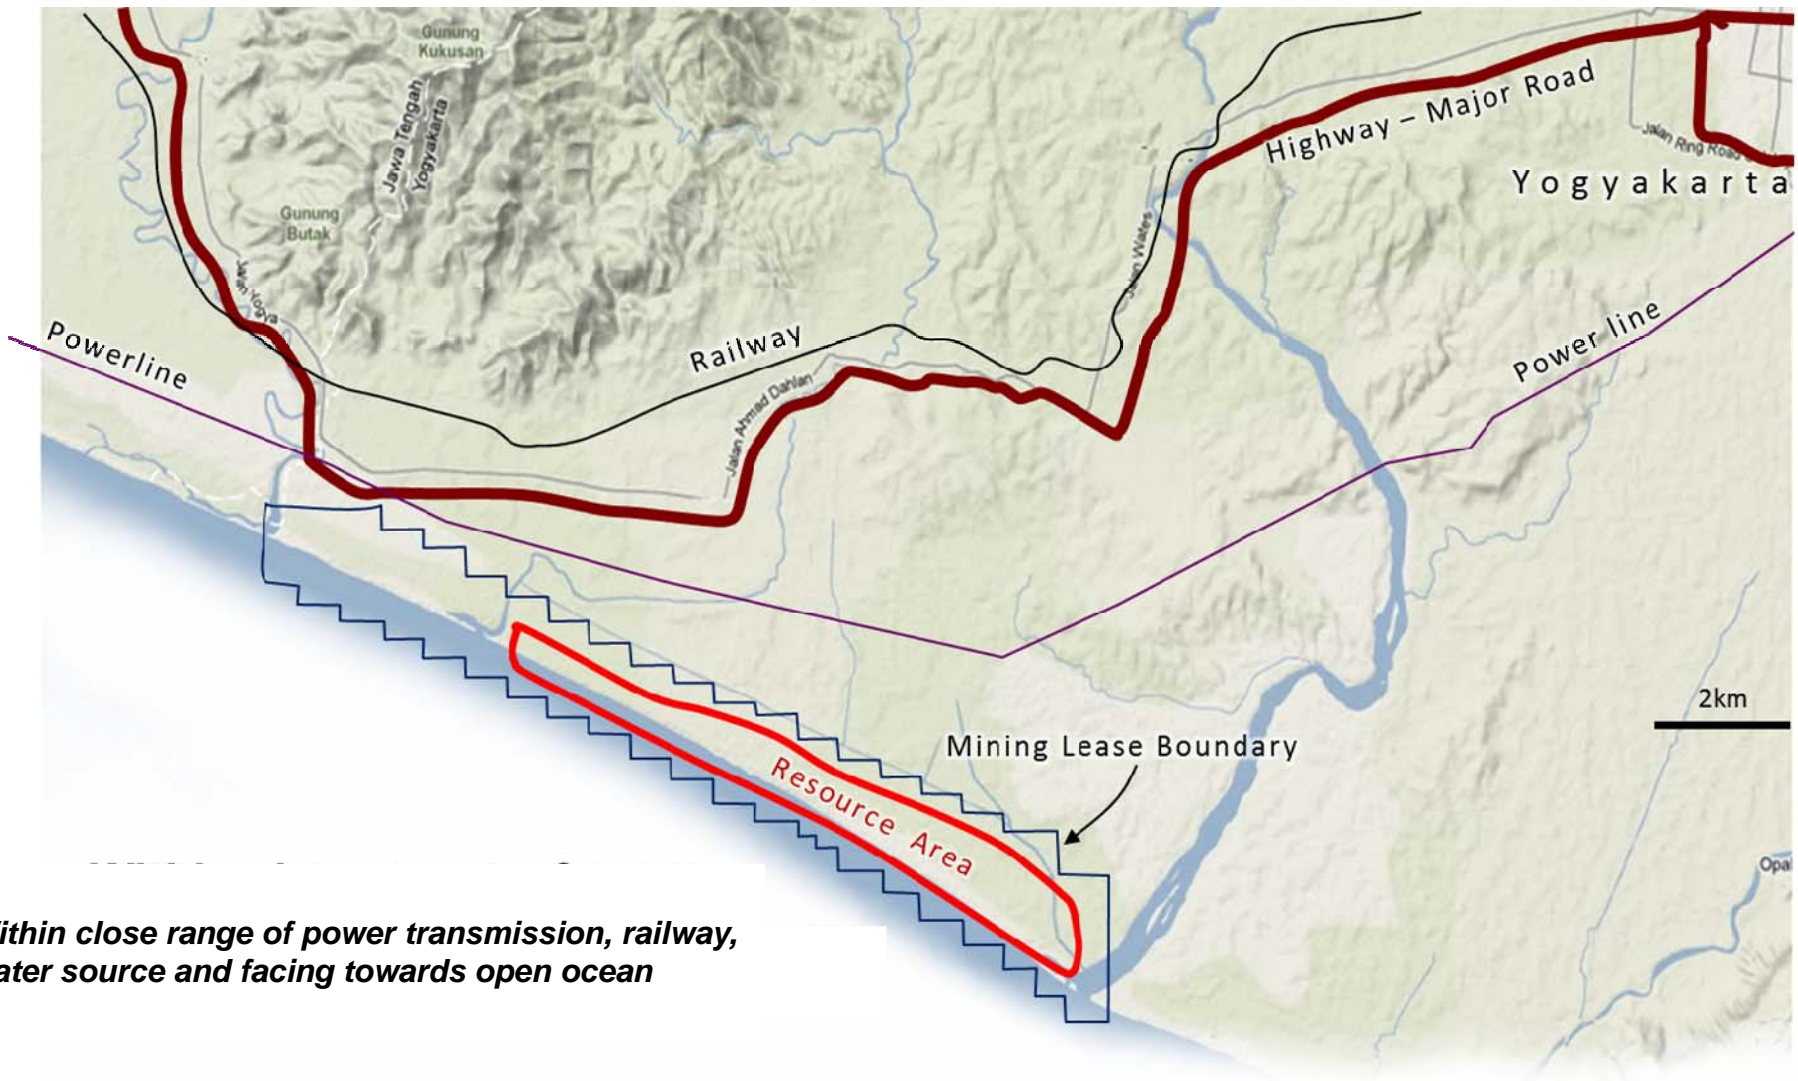 Gunung
Kukusan
Jawa Tengah
Yogyakarta
Highway – Major Road
Jalan Ring Road
Yogyakarta
Gunung
Butak
Jalan Wates
Jalan Yogya
Powerline
Railway
Power line
Jalan Ahmad Dahlan
2km
Mining Lease Boundary
Resource Area
Opa
ithin close range of power transmission, railway,
ater source and facing towards open ocean